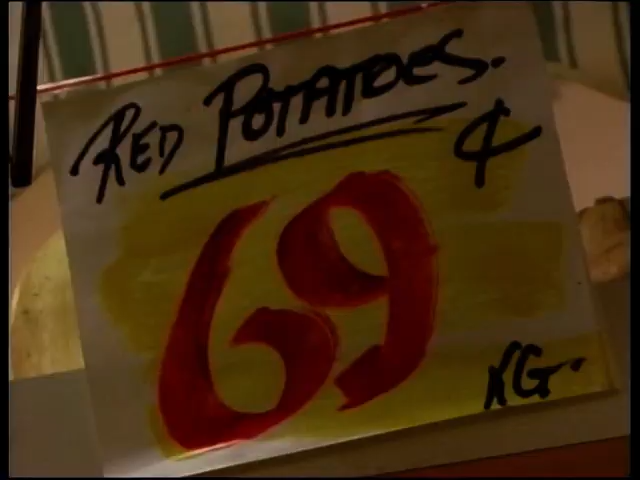 RED POTATOES.
69 ¢
KG.